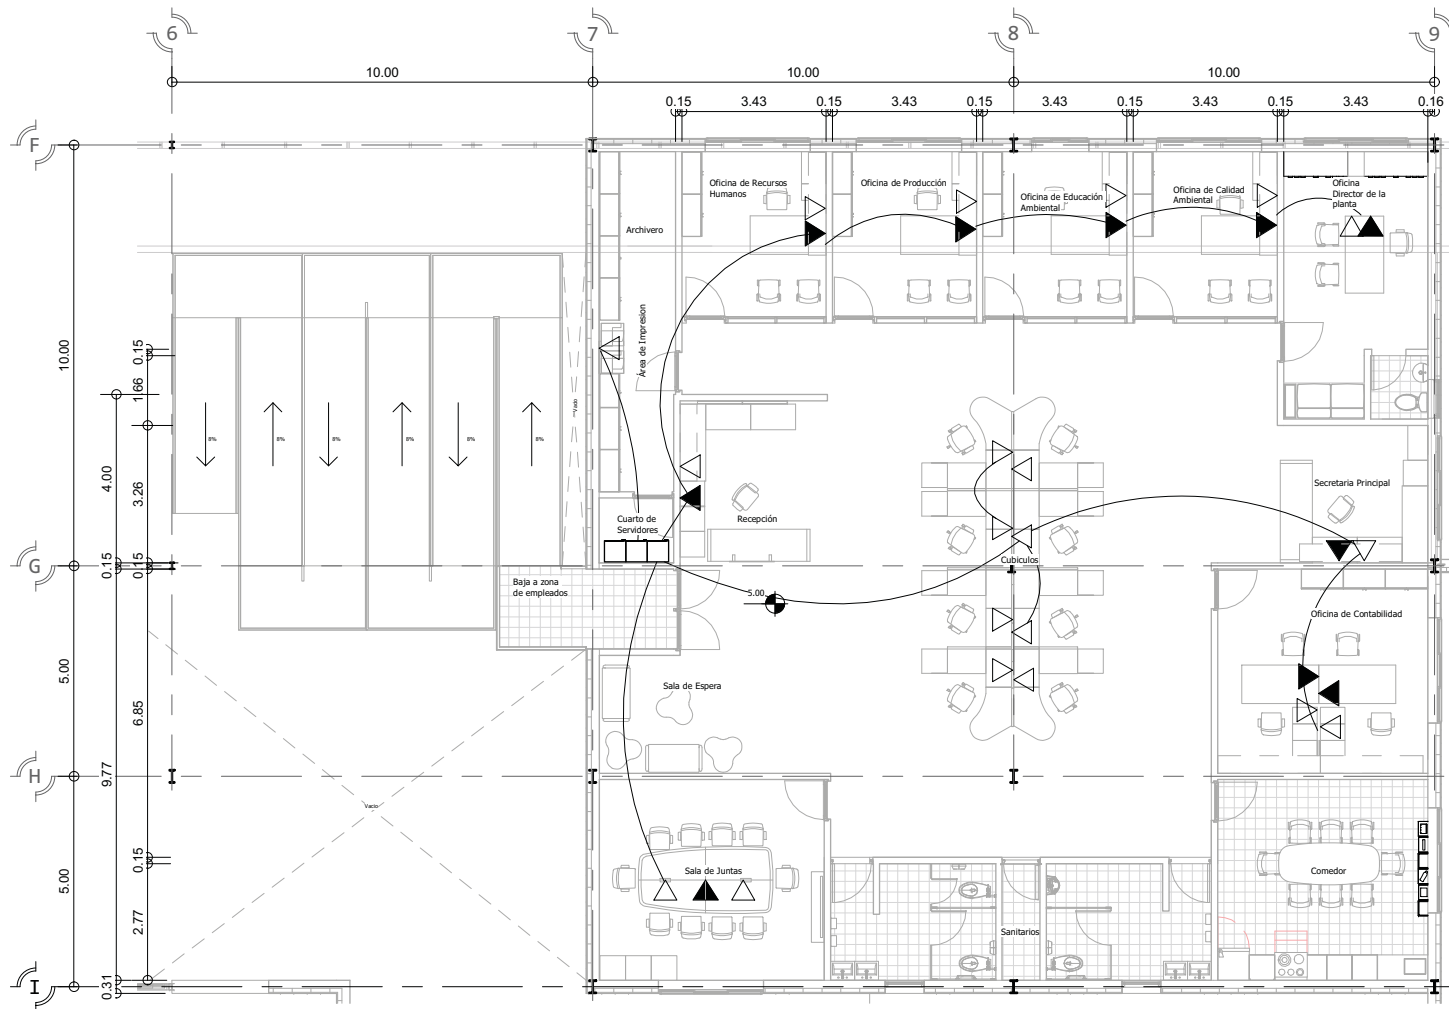 6
7
8
9
10.00
10.00
10.00
0.15
3.43
0.15
3.43
0.15
3.43
0.15
3.43
0.15
3.43
0.16
F
Oficina de Recursos
Humanos
Oficina de Producción
Oficina de Educación
Ambiental
Oficina de Calidad
Ambiental
Oficina
Director de la
planta
Archivero
Área de Impresion
10.00
0.15
1.66
4.00
3.26
8%
8%
8%
8%
8%
8%
Vacio
Cuarto de
Servidores
Recepción
Secretaria Principal
G
0.15
0.15
Cubiculos
Baja a zona
de empleados
5.00
Oficina de Contabilidad
5.00
6.85
Sala de Espera
H
9.77
Vacio
5.00
0.15
2.77
Sala de Juntas
Comedor
Sanitarios
I
0.31